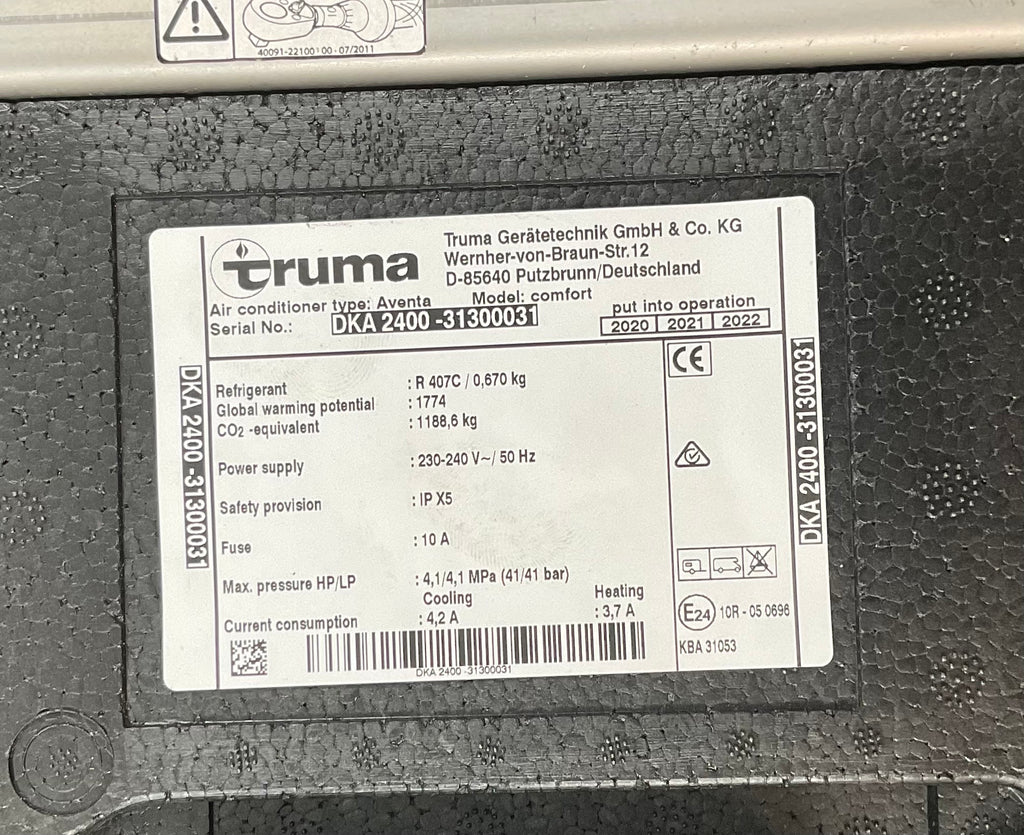 40091-22100 00 - 07/2011
truma
Truma Gerätetechnik GmbH & Co. KG
Wernher-von-Braun-Str.12
D-85640 Putzbrunn/Deutschland
Air conditioner type: Aventa Model: comfort
Serial No.: DKA 2400 -31300031
put into operation
2020 2021 2022
DKA 2400 -31300031
Refrigerant : R 407C / 0,670 kg
Global warming potential : 1774
CO2 -equivalent : 1188,6 kg
Power supply : 230-240 V~/ 50 Hz
Safety provision : IP X5
Fuse : 10 A
Max. pressure HP/LP : 4,1/4,1 MPa (41/41 bar)
Cooling Heating
Current consumption : 4,2 A : 3,7 A
DKA 2400 -31300031
CE
E24 10R - 05 0696
KBA 31053
DKA 2400 -31300031